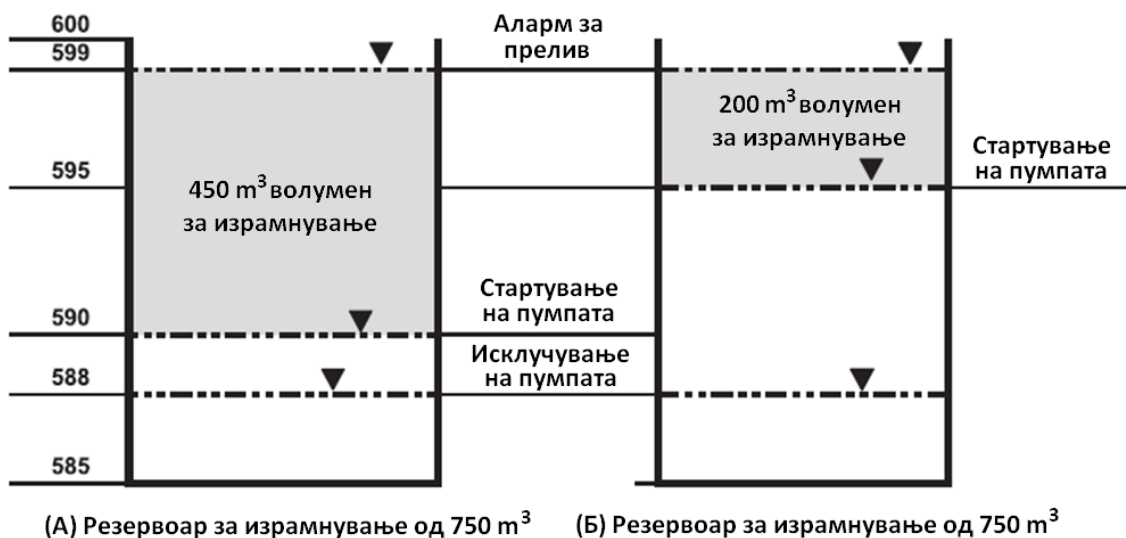 600
599
595
590
588
585
Аларм за
прелив
450 m³ волумен
за израмнување
200 m³ волумен
за израмнување
Стартување
на пумпата
Стартување
на пумпата
Исклучување
на пумпата
(А) Резервоар за израмнување од 750 m³
(Б) Резервоар за израмнување од 750 m³